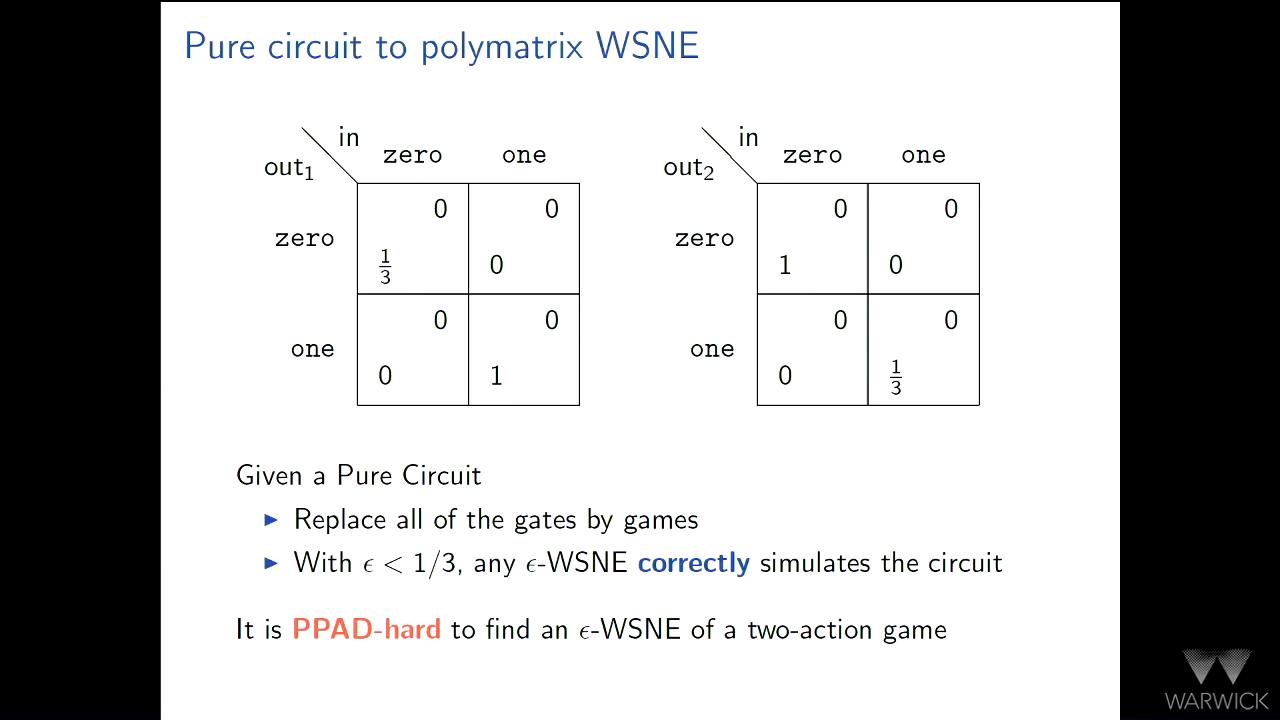 Pure circuit to polymatrix WSNE
in in
out₁ zero one out₂ zero one
0 0 0 0
zero zero
1/3 0 1 0
0 0 0 0
one one
0 1 0 1/3
Given a Pure Circuit
▶ Replace all of the gates by games
▶ With ϵ < 1/3, any ϵ-WSNE correctly simulates the circuit
It is PPAD-hard to find an ϵ-WSNE of a two-action game
WARWICK